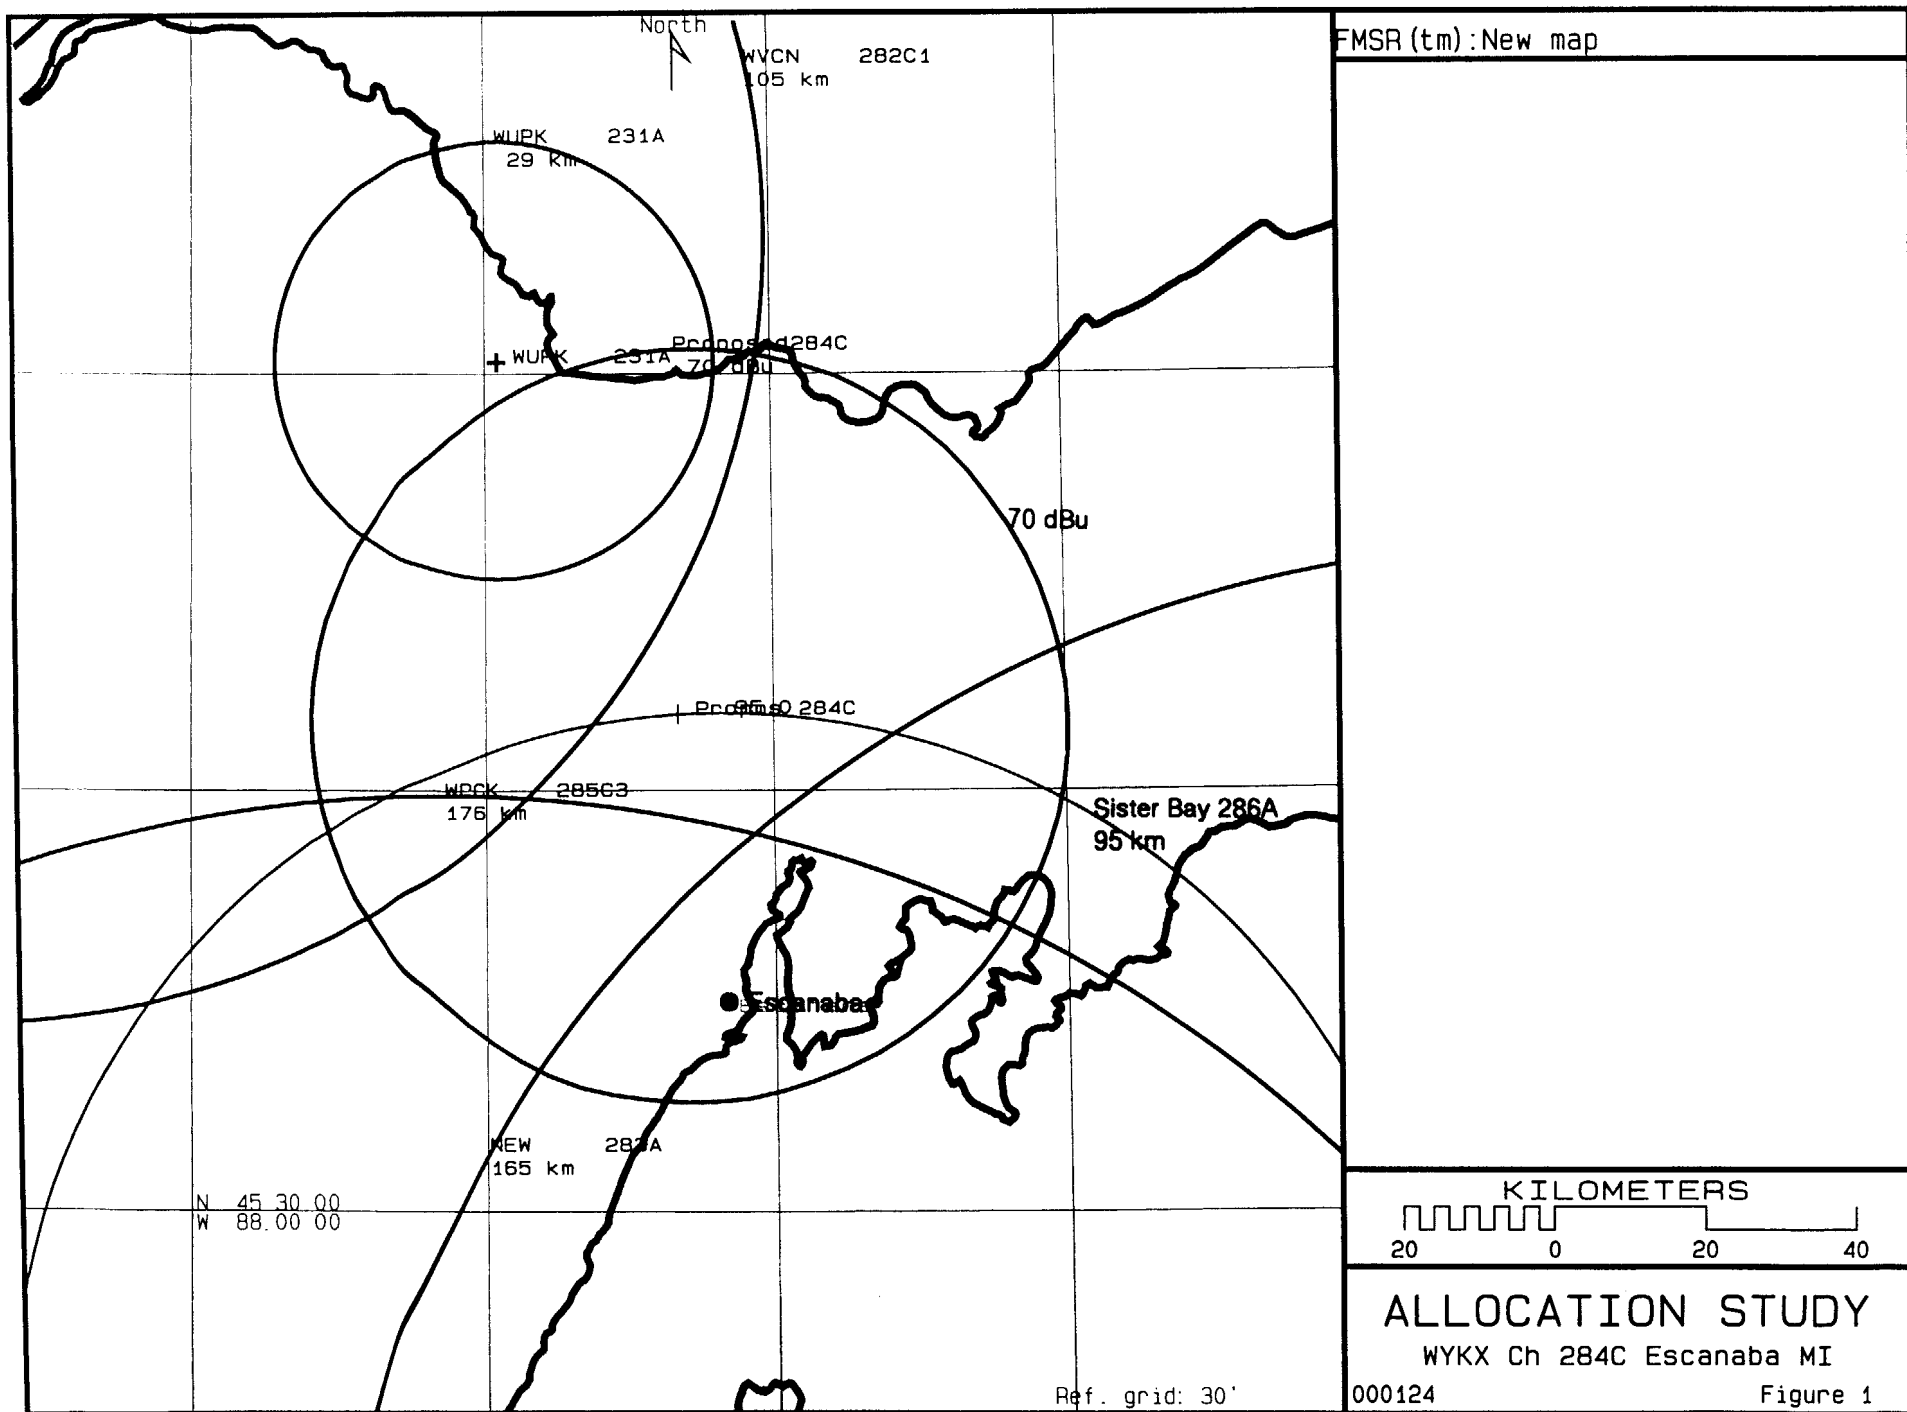 North
FMSR (tm): New map
WVCN 282C1
105 km
WUPK 231A
29 km
Proposed 284C
WUPK 231A
70 dBu
70 dBu
284C
WPCK 285C3
176 km
Sister Bay 286A
95 km
Escanaba
NEW 283A
165 km
N 45 30 00
W 88.00 00
Ref. grid: 30'
KILOMETERS
20 0 20 40
ALLOCATION STUDY
WYKX Ch 284C Escanaba MI
000124 Figure 1